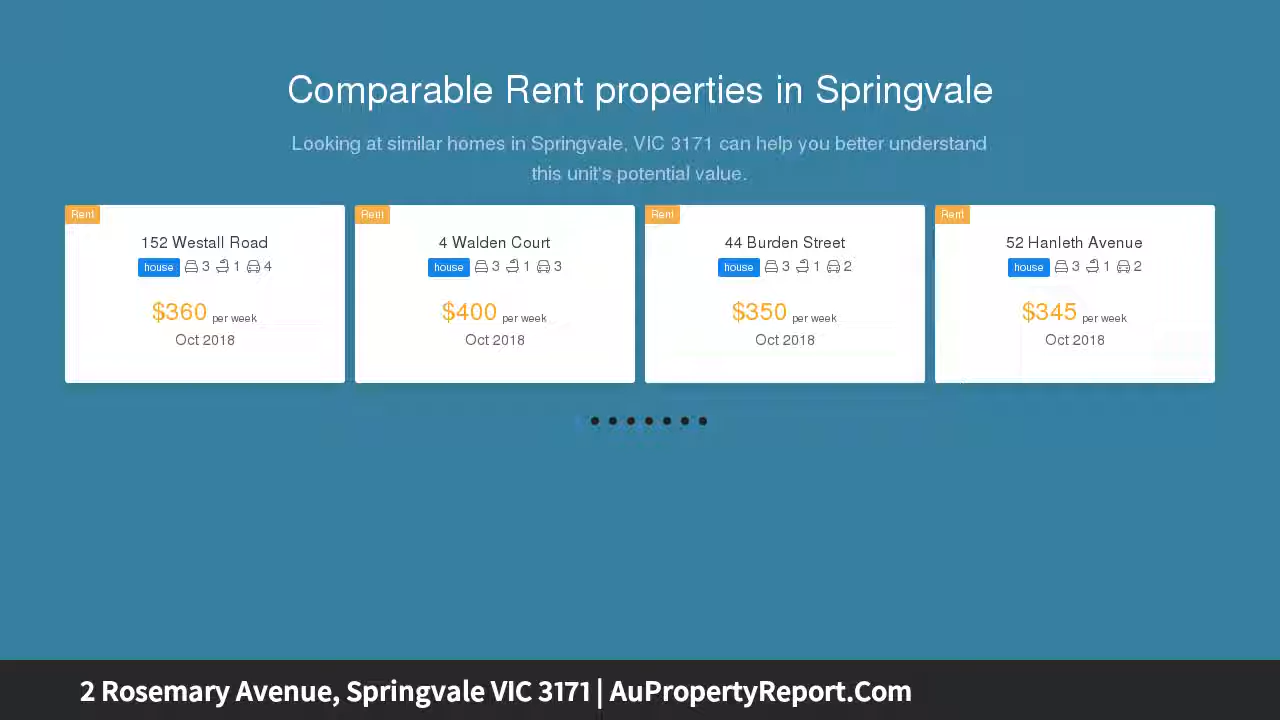 Comparable Rent properties in Springvale
Looking at similar homes in Springvale, VIC 3171 can help you better understand
this unit's potential value.
Rent
152 Westall Road
house 3 1 4
$360 per week
Oct 2018
Rent
4 Walden Court
house 3 1 3
$400 per week
Oct 2018
Rent
44 Burden Street
house 3 1 2
$350 per week
Oct 2018
Rent
52 Hanleth Avenue
house 3 1 2
$345 per week
Oct 2018
2 Rosemary Avenue, Springvale VIC 3171 | AuPropertyReport.Com